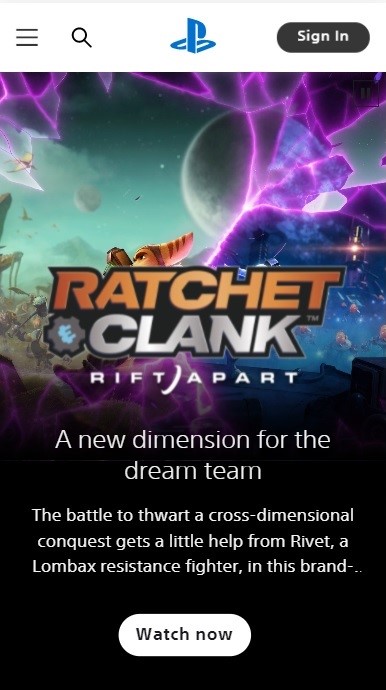 Sign In
RATCHET
CLANK™
RIFT APART
A new dimension for the
dream team
The battle to thwart a cross-dimensional
conquest gets a little help from Rivet, a
Lombax resistance fighter, in this brand-..
Watch now